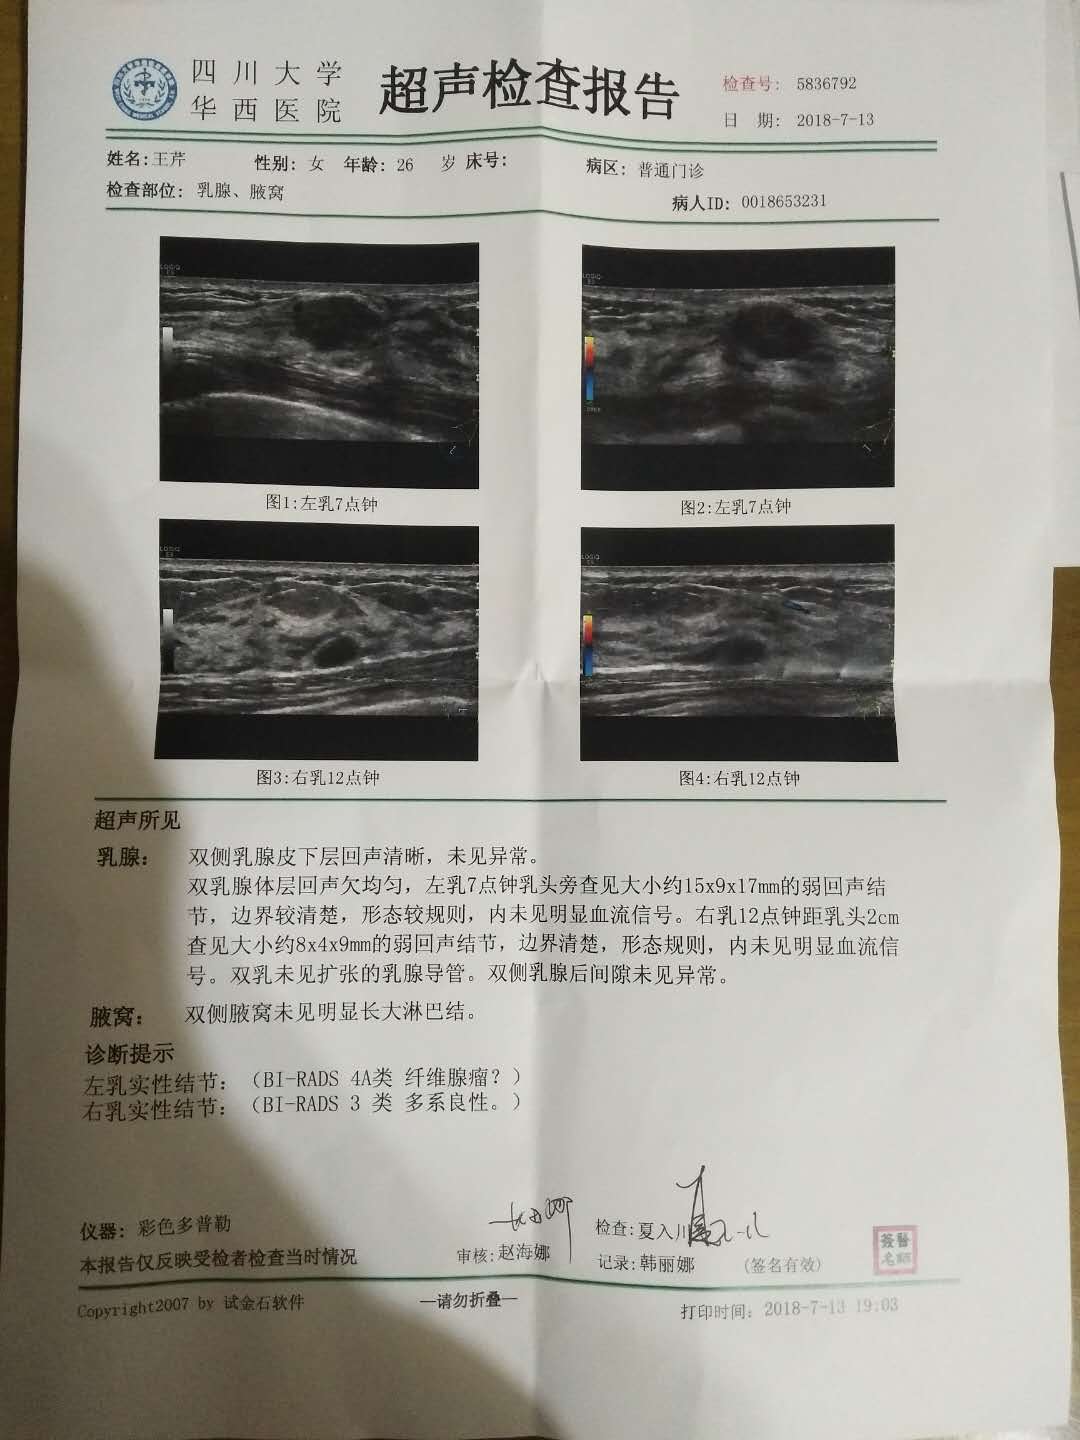 四川大学
华西医院
超声检查报告
检查号: 5836792
日 期: 2018-7-13
姓名:王芹 性别: 女 年龄: 26 岁 床号: 病区: 普通门诊
检查部位: 乳腺、腋窝 病人ID: 0018653231
LOGIQ
E9
LOGIQ
E9
图1:左乳7点钟
图2:左乳7点钟
LOGIQ
E9
LOGIQ
E9
图3:右乳12点钟
图4:右乳12点钟
超声所见
乳腺: 双侧乳腺皮下层回声清晰，未见异常。
双乳腺体层回声欠均匀，左乳7点钟乳头旁查见大小约15x9x17mm的弱回声结
节，边界较清楚，形态较规则，内未见明显血流信号。右乳12点钟距乳头2cm
查见大小约8x4x9mm的弱回声结节，边界清楚，形态规则，内未见明显血流信
号。双乳未见扩张的乳腺导管。双侧乳腺后间隙未见异常。
腋窝: 双侧腋窝未见明显长大淋巴结。
诊断提示
左乳实性结节: （BI-RADS 4A类 纤维腺瘤？）
右乳实性结节: （BI-RADS 3 类 多系良性。）
仪器: 彩色多普勒 检查:夏入川
本报告仅反映受检者检查当时情况 审核:赵海娜 记录:韩丽娜 (签名有效)
Copyright2007 by 试金石软件 —请勿折叠— 打印时间: 2018-7-13 19:03